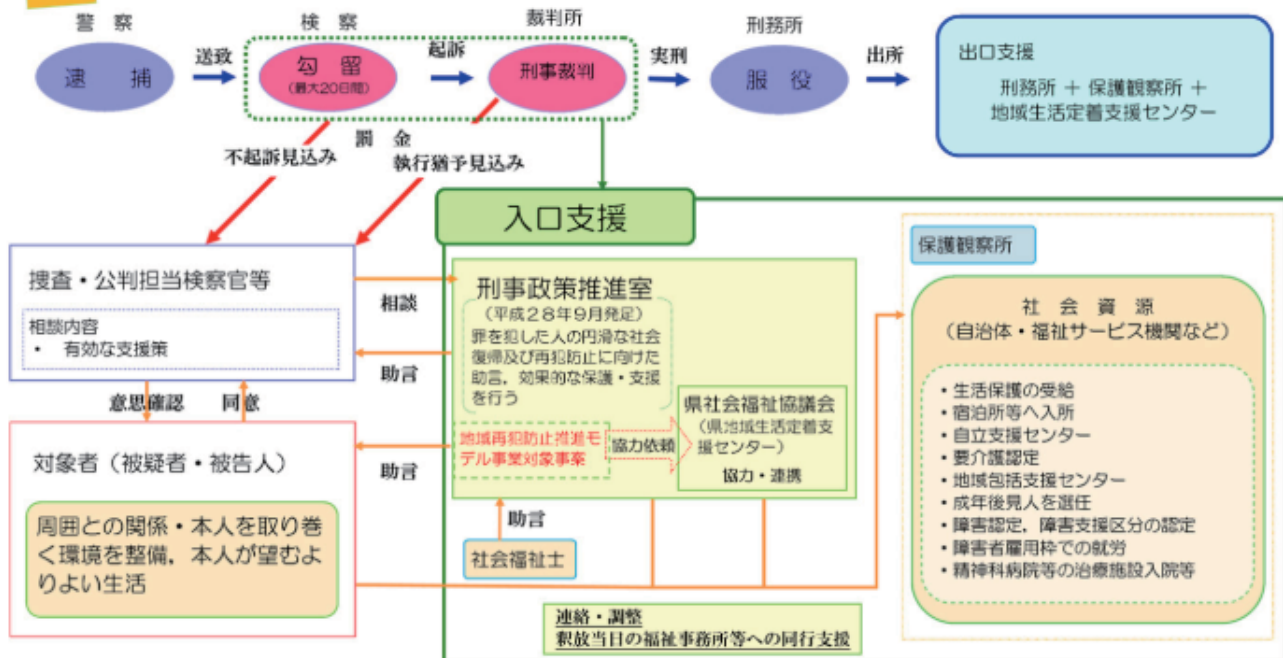 警　察
検　察
裁判所
刑務所
逮　捕
送致
勾　留
（最大20日間）
起訴
刑事裁判
実刑
服　役
出所
出口支援
刑務所 ＋ 保護観察所 ＋
地域生活定着支援センター
罰　金
不起訴見込み
執行猶予見込み
入口支援
捜査・公判担当検察官等
相談内容
・　有効な支援策
相談
助言
意思確認
同意
対象者（被疑者・被告人）
周囲との関係・本人を取り巻
く環境を整備，本人が望むよ
りよい生活
助言
刑事政策推進室
（平成２８年９月発足）
罪を犯した人の円滑な社会
復帰及び再犯防止に向けた
助言，効果的な保護・支援
を行う
地域再犯防止推進モ
デル事業対象事案
協力依頼
県社会福祉協議会
（県地域生活定着支
援センター）
協力・連携
助言
社会福祉士
連絡・調整
釈放当日の福祉事務所等への同行支援
保護観察所
社　会　資　源
（自治体・福祉サービス機関など）
・生活保護の受給
・宿泊所等へ入所
・自立支援センター
・要介護認定
・地域包括支援センター
・成年後見人を選任
・障害認定，障害支援区分の認定
・障害者雇用枠での就労
・精神科病院等の治療施設入院等